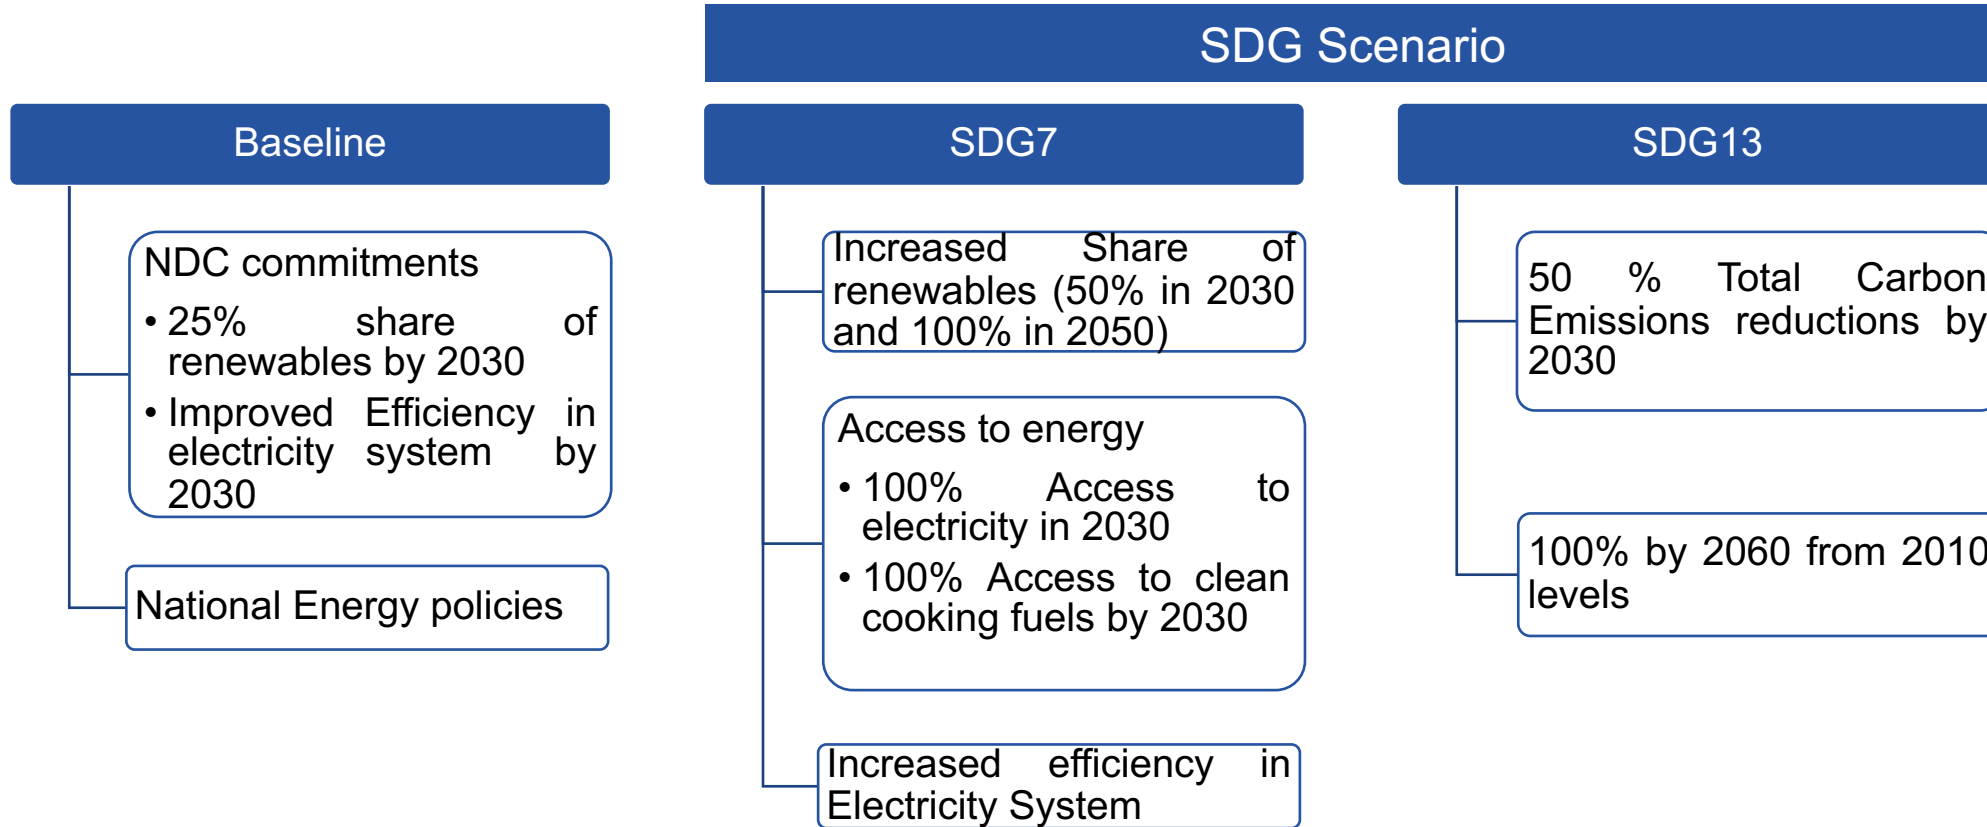 SDG Scenario
Baseline
NDC commitments
• 25% share of
renewables by 2030
• Improved Efficiency in
electricity system by
2030
National Energy policies
SDG7
Increased Share of
renewables (50% in 2030
and 100% in 2050)
Access to energy
• 100% Access to
electricity in 2030
• 100% Access to clean
cooking fuels by 2030
Increased efficiency in
Electricity System
SDG13
50 % Total Carbon
Emissions reductions by
2030
100% by 2060 from 2010
levels